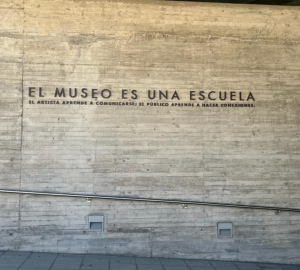 EL MUSEO ES UNA ESCUELA
EL ARTISTA APRENDE A COMUNICARSE; EL PÚBLICO APRENDE A HACER CONEXIONES.